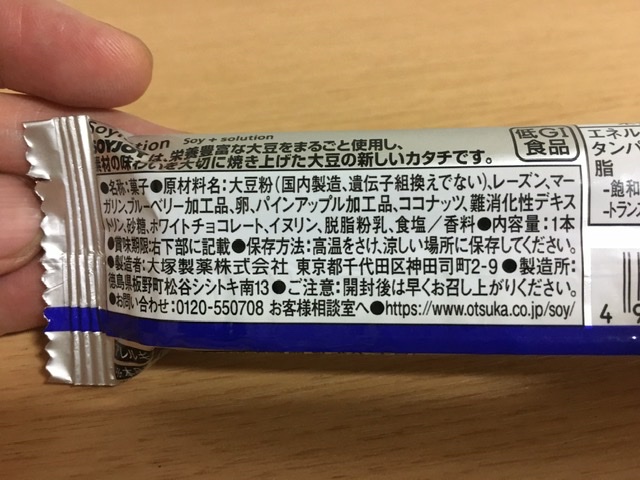 Soy+solution
Soy + solution
は、栄養豊富な大豆をまるごと使用し、
素材の味わいを大切に焼き上げた大豆の新しいカタチです。
低GI
食品
●名称:菓子●原材料名:大豆粉(国内製造、遺伝子組換えでない)、レーズン、マー
ガリン、ブルーベリー加工品、卵、パインアップル加工品、ココナッツ、難消化性デキス
トリン、砂糖、ホワイトチョコレート、イヌリン、脱脂粉乳、食塩/香料●内容量:1本
●賞味期限:右下部に記載●保存方法:高温をさけ、涼しい場所に保存してください。
●製造者:大塚製薬株式会社 東京都千代田区神田司町2-9●製造所:
徳島県板野町松谷シシトキ南13●ご注意:開封後は早くお召し上がりください。
●お問い合わせ:0120-550708 お客様相談室へ●https://www.otsuka.co.jp/soy/
エネル
タンパ
脂
-飽和
-トランス
4 9